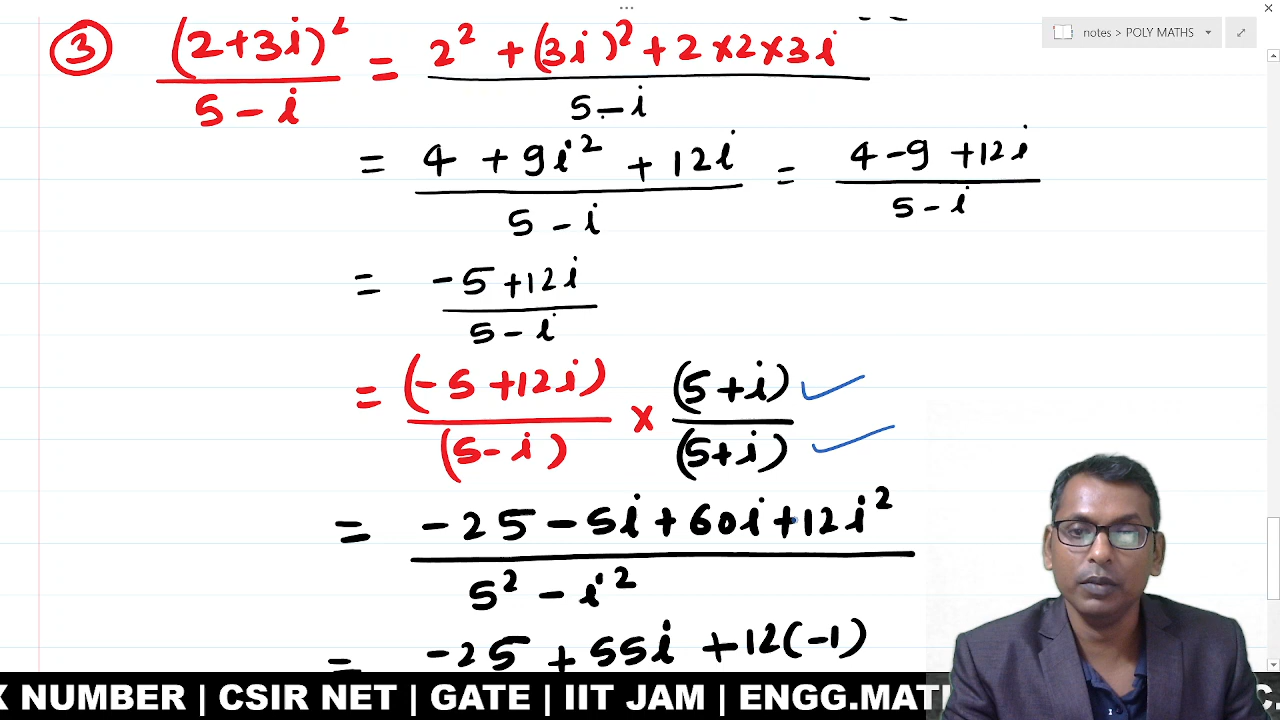 notes > POLY MATHS
③ (2+3i)² / 5 - i = 2² + (3i)² + 2×2×3i / 5 - i
= 4 + 9i² + 12i / 5 - i = 4 - 9 + 12i / 5 - i
= -5 + 12i / 5 - i
= (-5 + 12i) / (5 - i) × (5 + i) / (5 + i)
= -25 - 5i + 60i + 12i² / 5² - i²
= -25 + 55i + 12(-1)
X NUMBER | CSIR NET | GATE | IIT JAM | ENGG.MATH